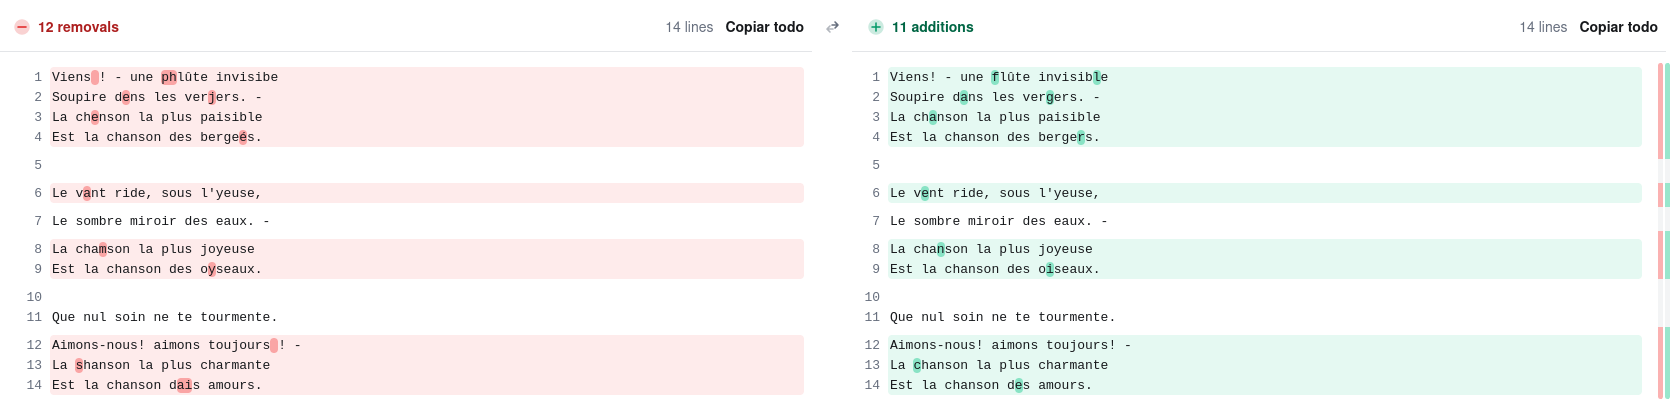 12 removals 14 lines Copiar todo
1 Viens ! - une phlûte invisibe
2 Soupire dens les verjers. -
3 La chenson la plus paisible
4 Est la chanson des bergeés.
5
6 Le vant ride, sous l'yeuse,
7 Le sombre miroir des eaux. -
8 La chamson la plus joyeuse
9 Est la chanson des oyseaux.
10
11 Que nul soin ne te tourmente.
12 Aimons-nous! aimons toujours ! -
13 La shanson la plus charmante
14 Est la chanson dais amours.
11 additions 14 lines Copiar todo
1 Viens! - une flûte invisible
2 Soupire dans les vergers. -
3 La chanson la plus paisible
4 Est la chanson des bergers.
5
6 Le vent ride, sous l'yeuse,
7 Le sombre miroir des eaux. -
8 La chanson la plus joyeuse
9 Est la chanson des oiseaux.
10
11 Que nul soin ne te tourmente.
12 Aimons-nous! aimons toujours! -
13 La chanson la plus charmante
14 Est la chanson des amours.